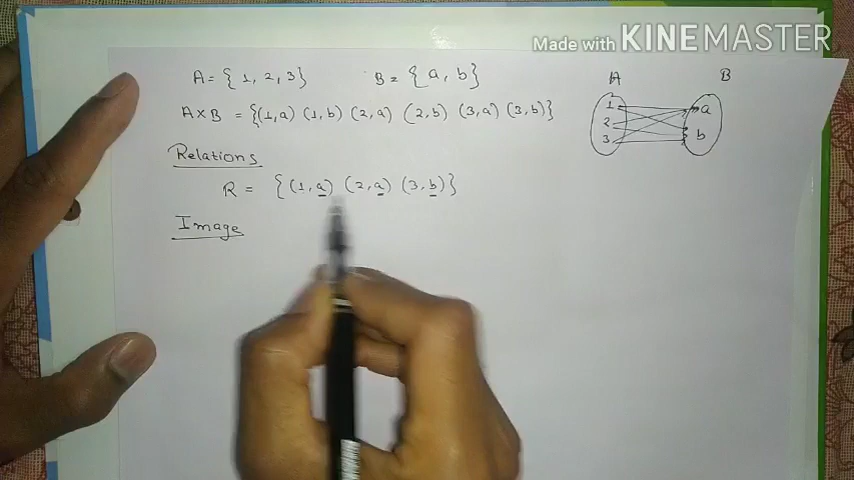 Made with KINEMASTER
A = { 1, 2, 3 } B = { a, b } A B
A×B = {(1,a) (1,b) (2,a) (2,b) (3,a) (3,b)} 1 a
2
3 b
Relations
R = {(1,a) (2,a) (3,b)}
Image